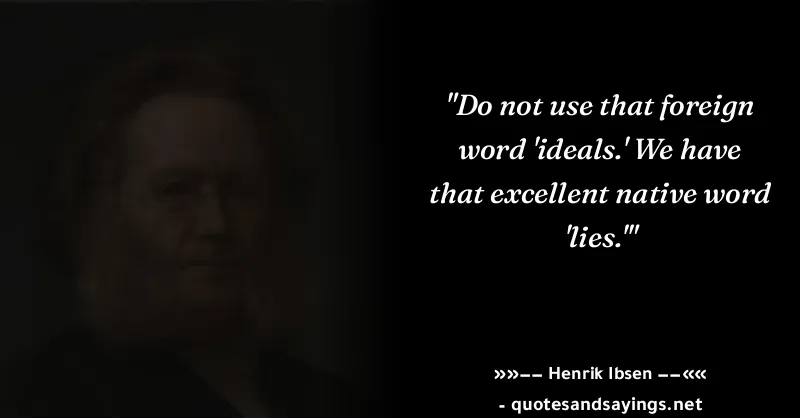 "Do not use that foreign
word 'ideals.' We have
that excellent native word
'lies.'"
»»—— Henrik Ibsen ——««
- quotesandsayings.net